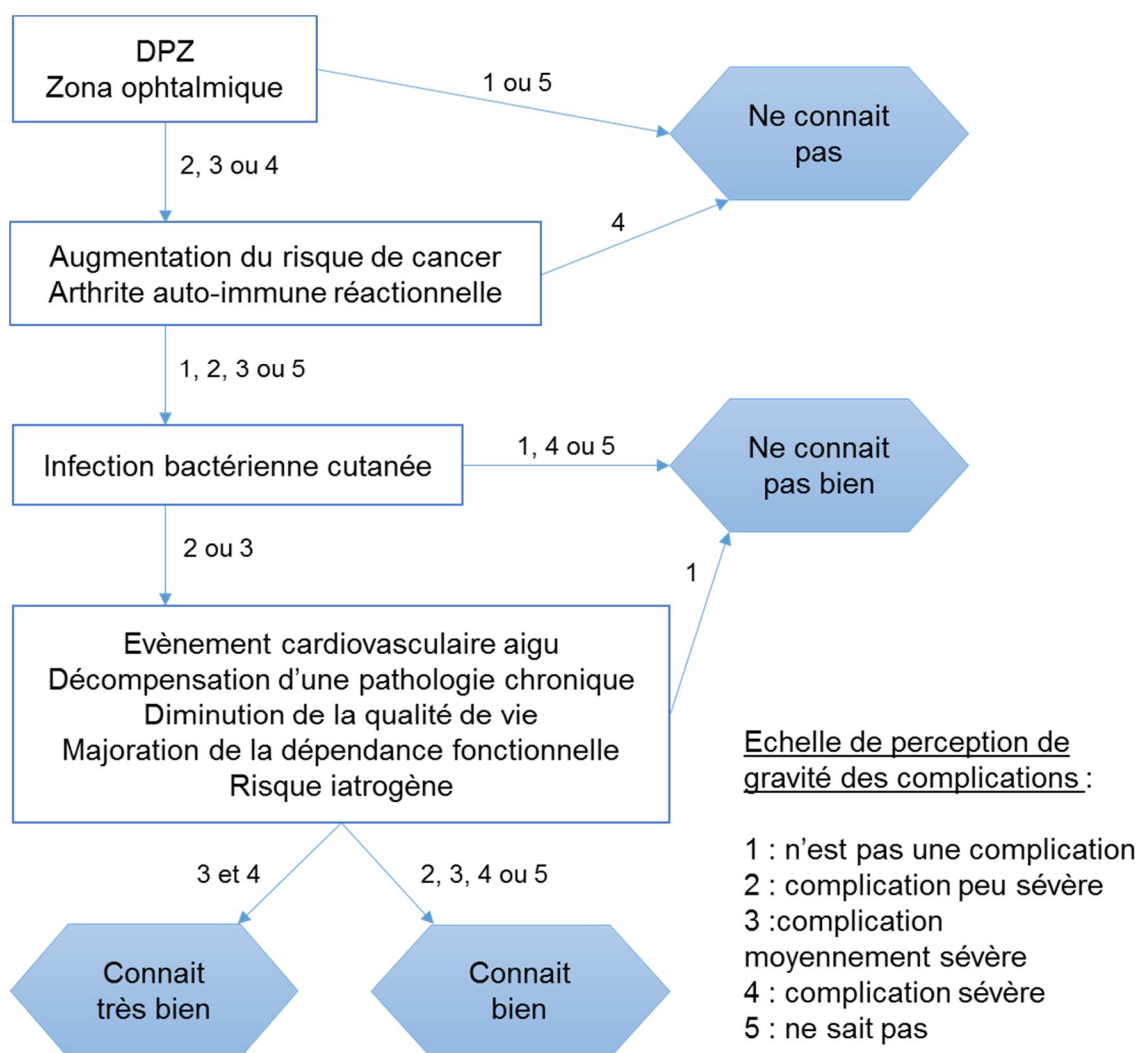 DPZ
Zona ophtalmique
1 ou 5
Ne connait
pas
2, 3 ou 4
4
Augmentation du risque de cancer
Arthrite auto-immune réactionnelle
1, 2, 3 ou 5
Infection bactérienne cutanée
1, 4 ou 5
Ne connait
pas bien
2 ou 3
1
Evènement cardiovasculaire aigu
Décompensation d’une pathologie chronique
Diminution de la qualité de vie
Majoration de la dépendance fonctionnelle
Risque iatrogène
3 et 4
2, 3, 4 ou 5
Connait
très bien
Connait
bien
Echelle de perception de
gravité des complications :
1 : n’est pas une complication
2 : complication peu sévère
3 :complication
moyennement sévère
4 : complication sévère
5 : ne sait pas